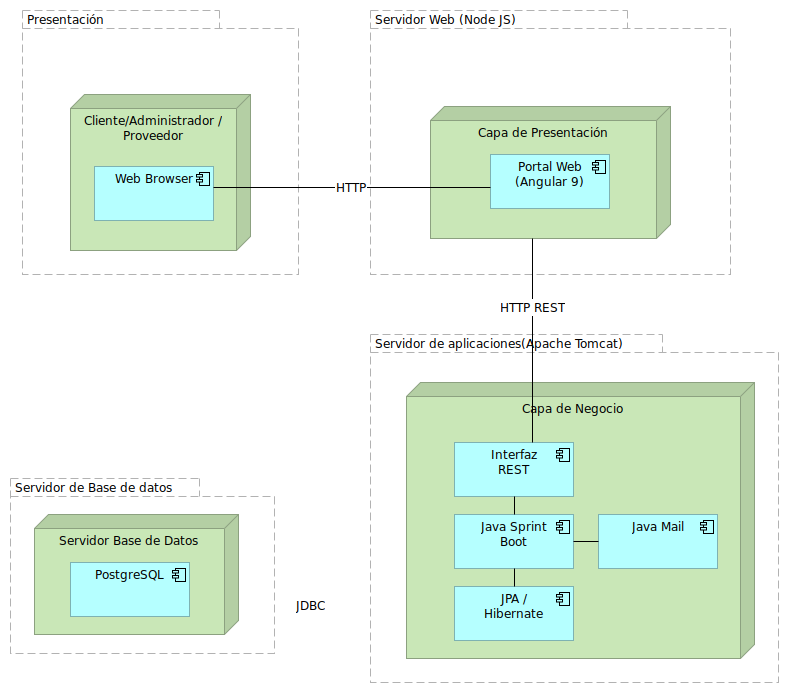 Presentación
Servidor Web (Node JS)
Cliente/Administrador /
Proveedor
Web Browser
HTTP
Capa de Presentación
Portal Web
(Angular 9)
HTTP REST
Servidor de aplicaciones(Apache Tomcat)
Capa de Negocio
Interfaz
REST
Java Sprint
Boot
Java Mail
JPA /
Hibernate
Servidor de Base de datos
Servidor Base de Datos
PostgreSQL
JDBC